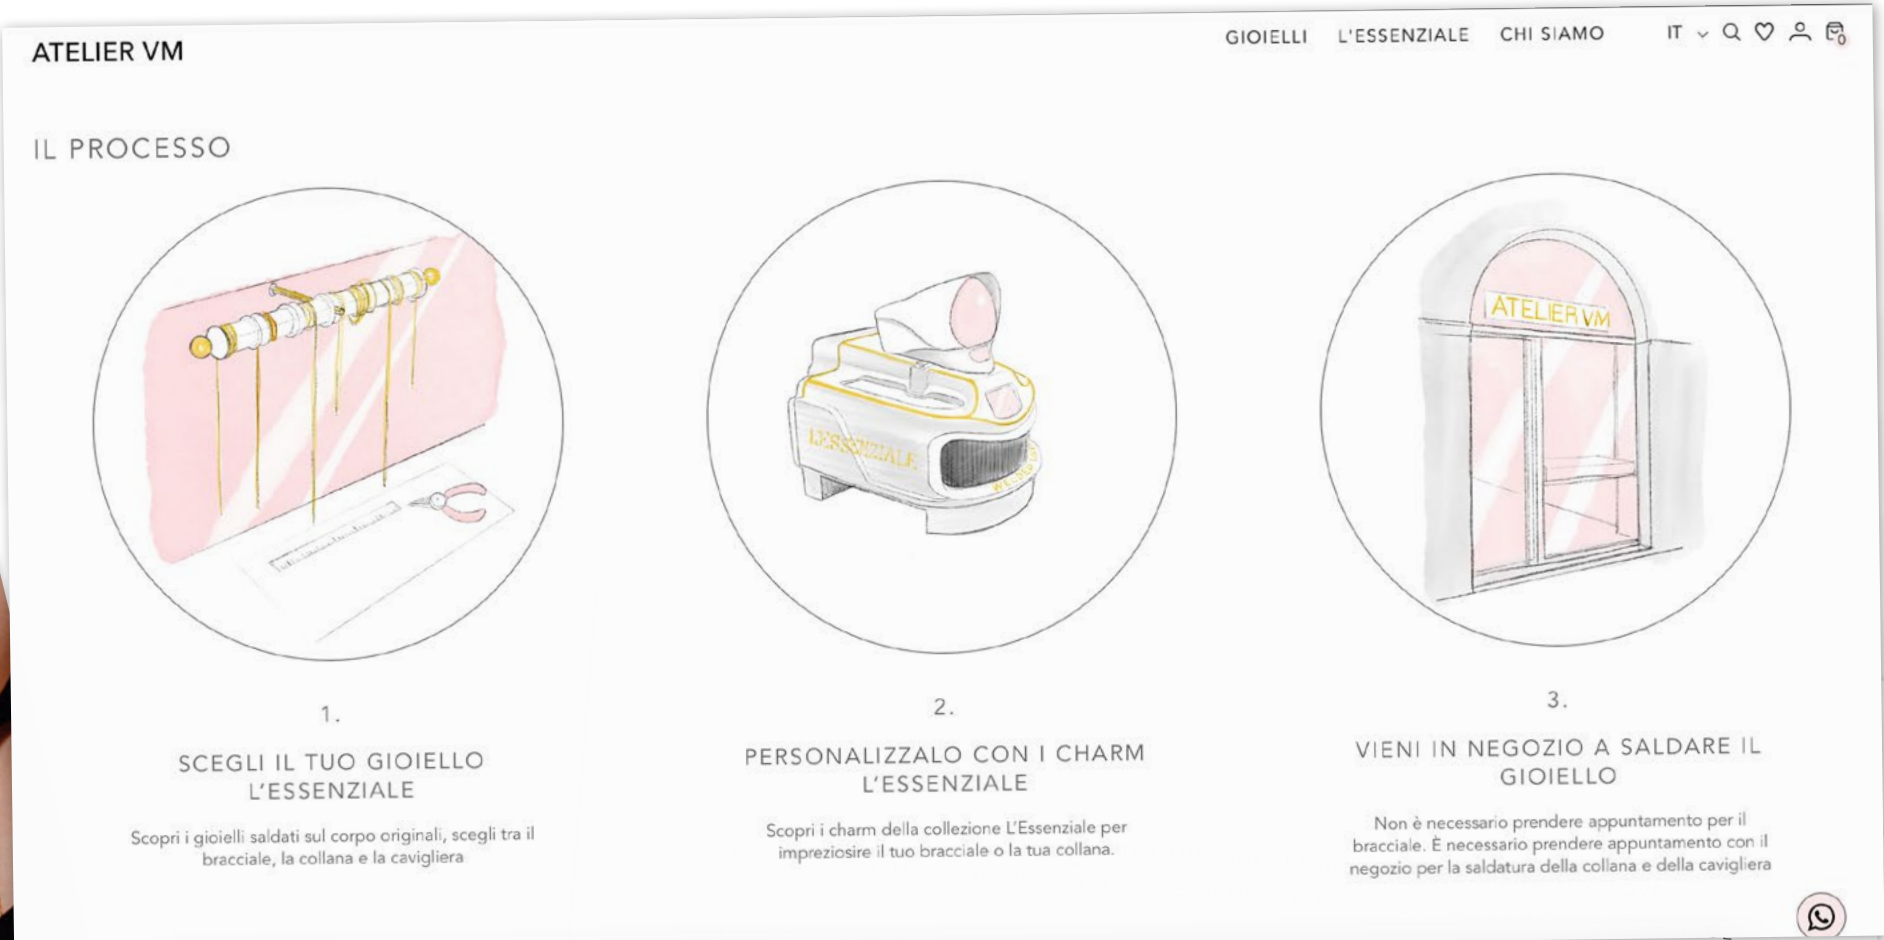 ATELIER VM
GIOIELLI L'ESSENZIALE CHI SIAMO IT 0
IL PROCESSO
ATELIER VM
L'ESSENZIALE
1.
SCEGLI IL TUO GIOIELLO
L'ESSENZIALE
Scopri i gioielli saldati sul corpo originali, scegli tra il
bracciale, la collana e la cavigliera
2.
PERSONALIZZALO CON I CHARM
L'ESSENZIALE
Scopri i charm della collezione L'Essenziale per
impreziosire il tuo bracciale o la tua collana.
3.
VIENI IN NEGOZIO A SALDARE IL
GIOIELLO
Non è necessario prendere appuntamento per il
bracciale. È necessario prendere appuntamento con il
negozio per la saldatura della collana e della cavigliera